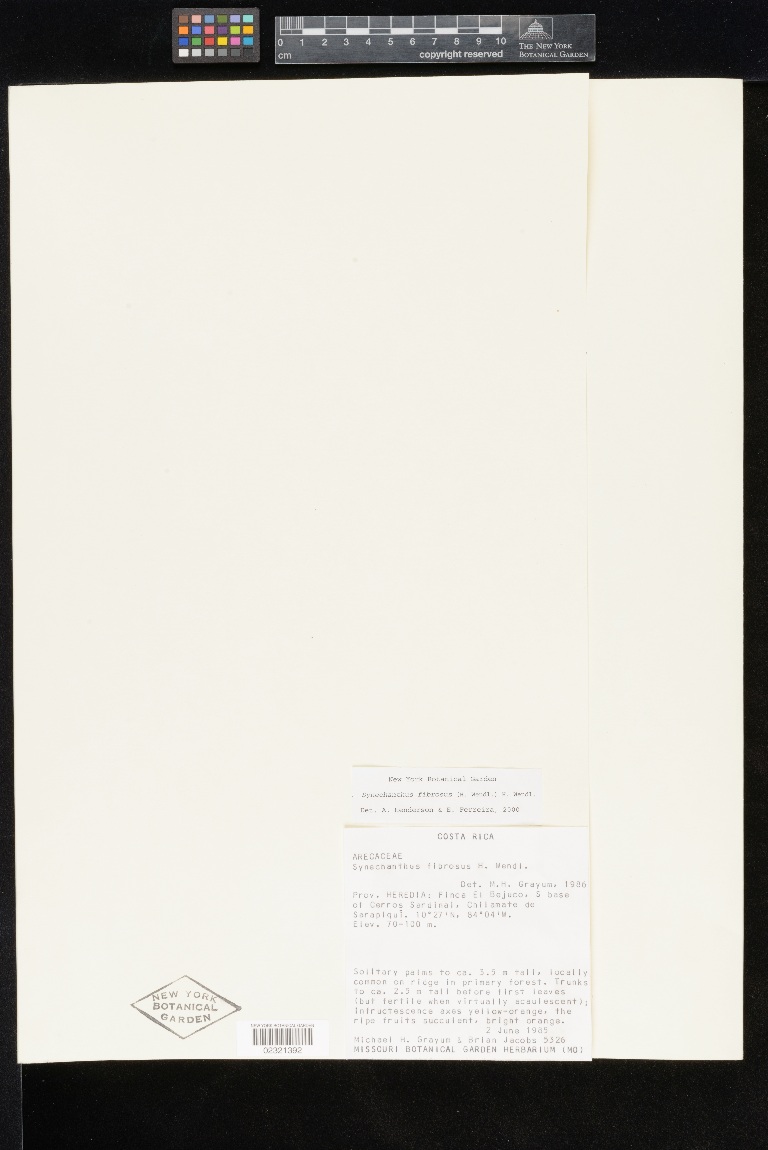 0 1 2 3 4 5 6 7 8 9 10
cm
copyright reserved
THE NEW YORK
BOTANICAL GARDEN
New York Botanical Garden
Synechanthus fibrosus (H. Wendl.) H. Wendl.
Det. A. Henderson & E. Ferreira, 2000
COSTA RICA
ARECACEAE
Synechanthus fibrosus H. Wendl.
Det. M.H. Grayum, 1986
Prov. HEREDIA: Finca El Bejuco, S base
of Cerros Sardinal, Chilamate de
Sarapiquí. 10°27'N, 84°04'W.
Elev. 70-100 m.
Solitary palms to ca. 3.5 m tall, locally
common on ridge in primary forest. Trunks
to ca. 2.5 m tall before first leaves
(but fertile when virtually acaulescent);
infructescence axes yellow-orange, the
ripe fruits succulent, bright orange.
2 June 1985
Michael H. Grayum & Brian Jacobs 5326
MISSOURI BOTANICAL GARDEN HERBARIUM (MO)
NEW YORK
BOTANICAL
GARDEN
NEW YORK BOTANICAL GARDEN
02321392